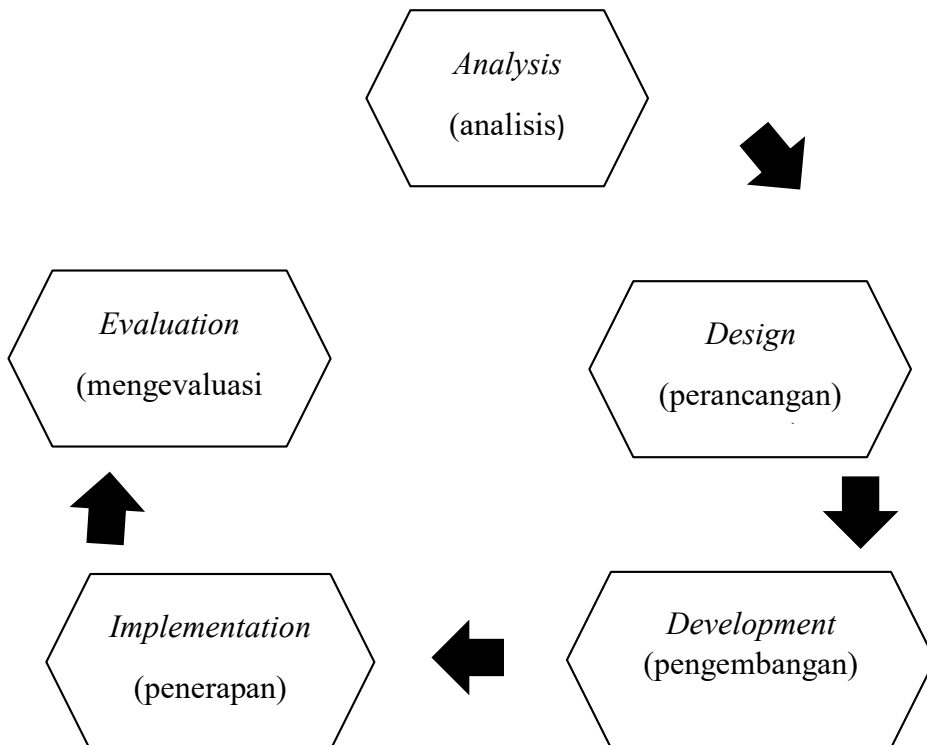 Analysis
(analisis)
Evaluation
(mengevaluasi
Design
(perancangan)
Implementation
(penerapan)
Development
(pengembangan)